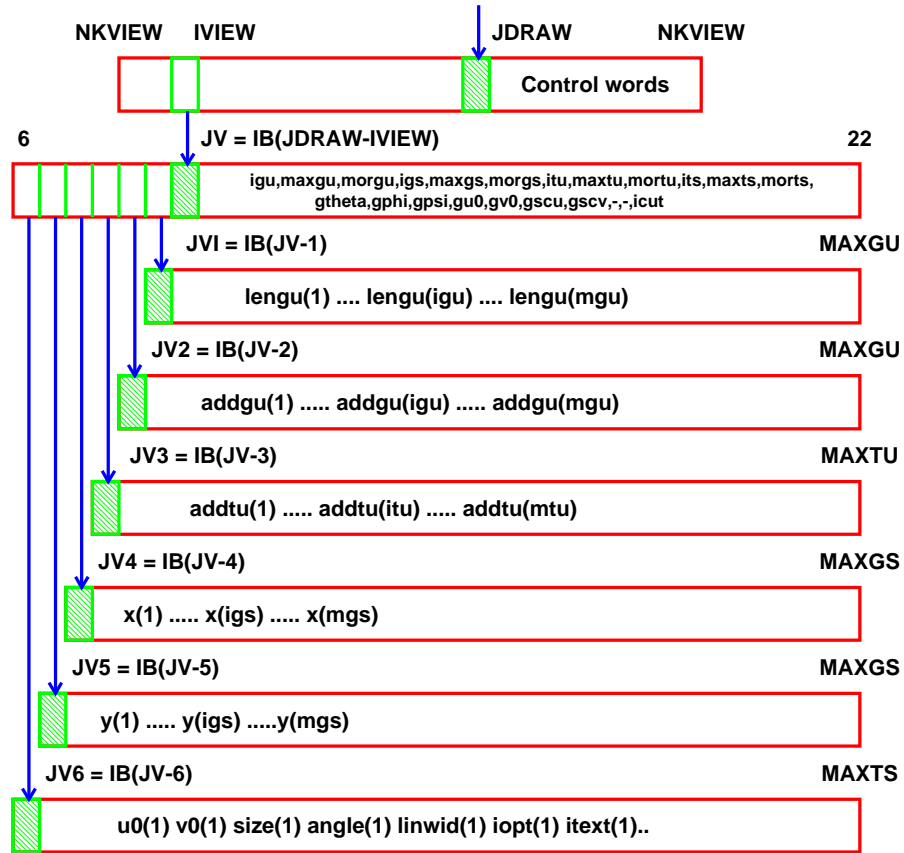 NKVIEW IVIEW JDRAW NKVIEW
Control words
6 JV = IB(JDRAW-IVIEW) 22
igu,maxgu,morgu,igs,maxgs,morgs,itu,maxtu,mortu,its,maxts,morts,
gtheta,gphi,gpsi,gu0,gv0,gscu,gscv,-,-,icut
JVI = IB(JV-1) MAXGU
lengu(1) .... lengu(igu) .... lengu(mgu)
JV2 = IB(JV-2) MAXGU
addgu(1) ..... addgu(igu) ..... addgu(mgu)
JV3 = IB(JV-3) MAXTU
addtu(1) ..... addtu(itu) ..... addtu(mtu)
JV4 = IB(JV-4) MAXGS
x(1) ..... x(igs) ..... x(mgs)
JV5 = IB(JV-5) MAXGS
y(1) ..... y(igs) .....y(mgs)
JV6 = IB(JV-6) MAXTS
u0(1) v0(1) size(1) angle(1) linwid(1) iopt(1) itext(1)..